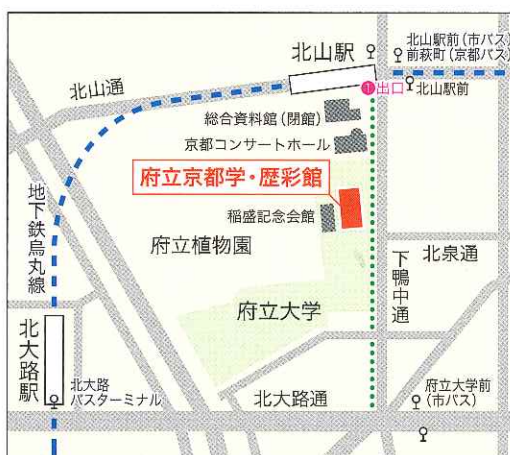 北山駅
北山駅前(市バス)
前萩町(京都バス)
北山通
❶出口
北山駅前
総合資料館(閉館)
京都コンサートホール
府立京都学・歴彩館
稲盛記念会館
地下鉄烏丸線
府立植物園
下鴨中通
北泉通
府立大学
北大路駅
北大路
バスターミナル
北大路通
府立大学前
(市バス)